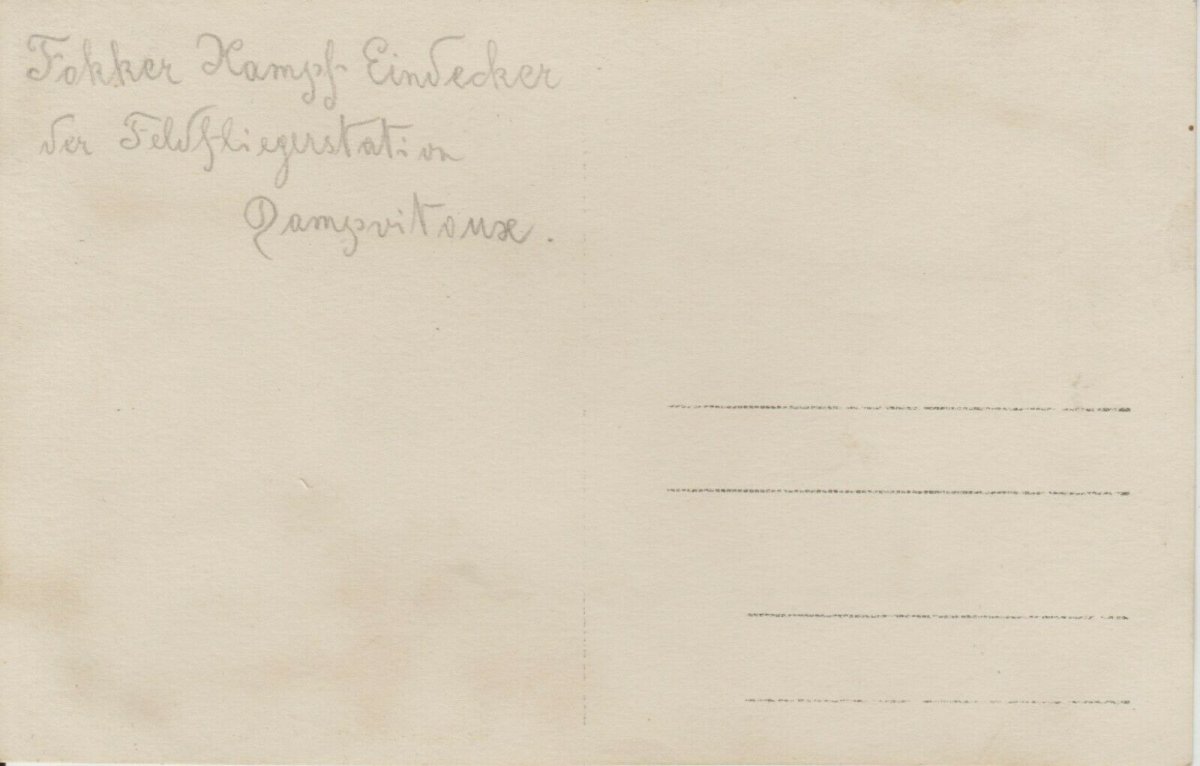 Fokker Kampf-Eindecker
der Feldfliegerstation
Dampvitoux.